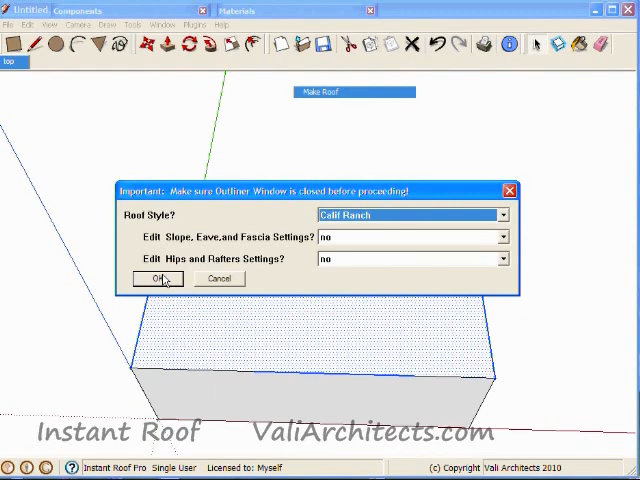 Untitled. Components Materials
File Edit View Camera Draw Tools Window Plugins Help
top
Make Roof
Important: Make sure Outliner Window is closed before proceeding!
Roof Style? Calif Ranch
Edit Slope, Eave,and Fascia Settings? no
Edit Hips and Rafters Settings? no
OK Cancel
Instant Roof ValiArchitects.com
Instant Roof Pro Single User Licensed to: Myself (c) Copyright Vali Architects 2010